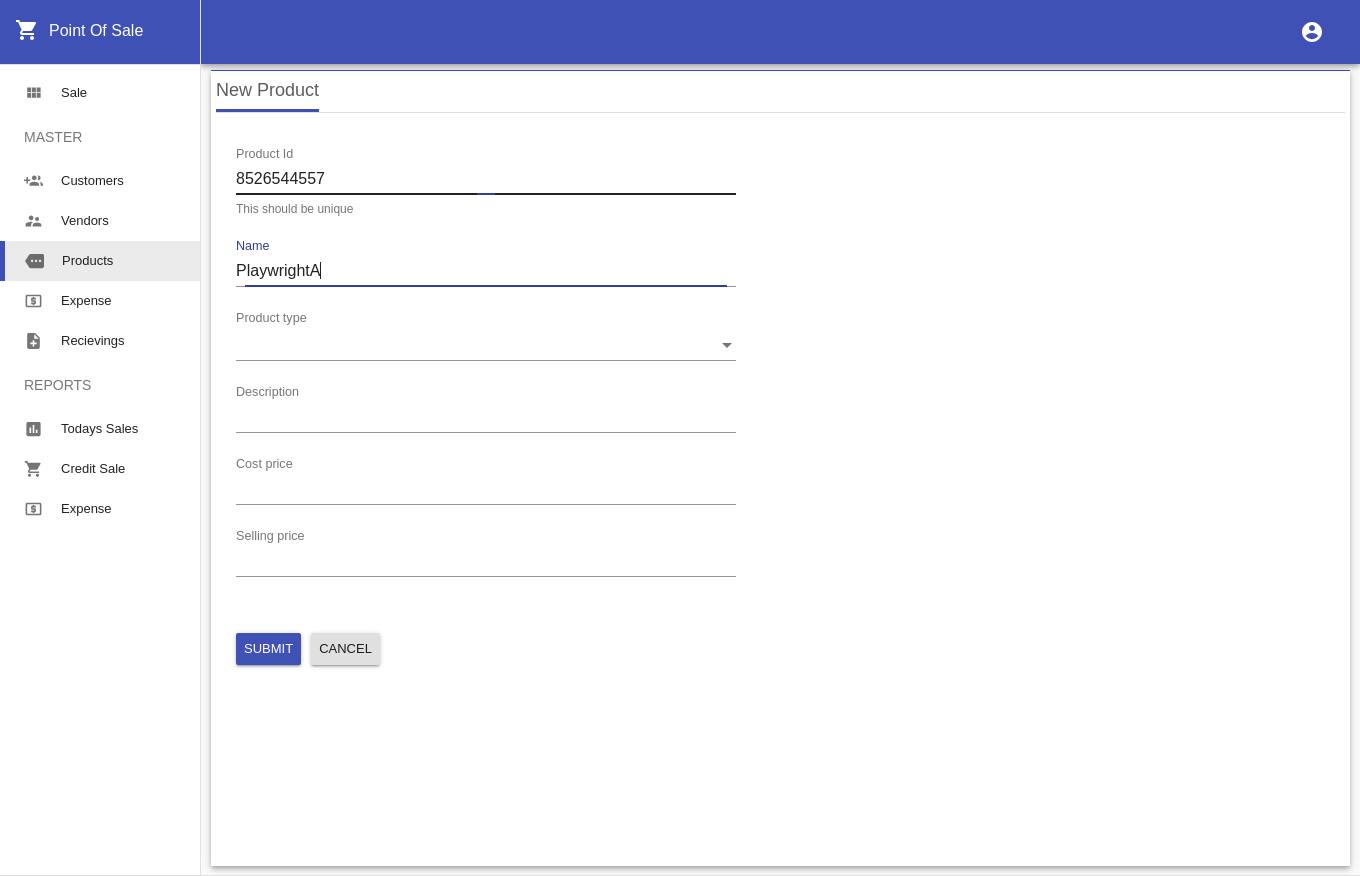 Point Of Sale
Sale
MASTER
Customers
Vendors
Products
Expense
Recievings
REPORTS
Todays Sales
Credit Sale
Expense
New Product
Product Id
8526544557
This should be unique
Name
PlaywrightA
Product type
Description
Cost price
Selling price
SUBMIT CANCEL